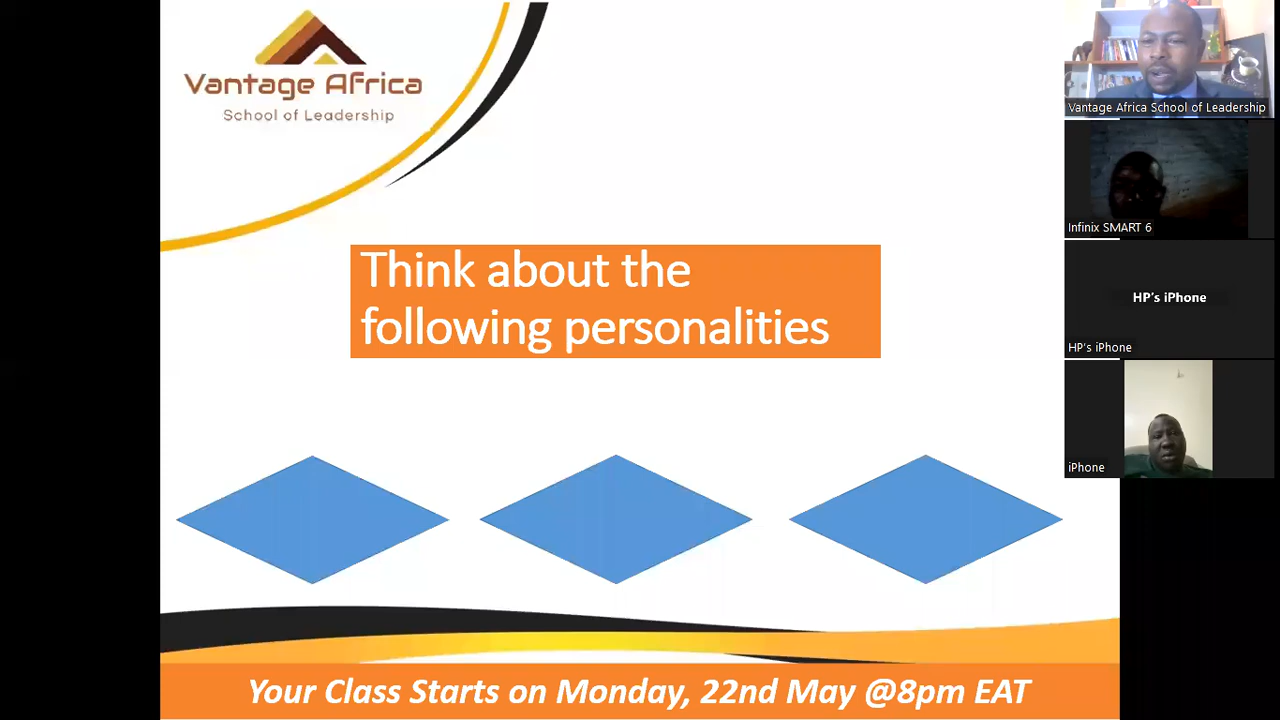 Vantage Africa
School of Leadership
Think about the
following personalities
Your Class Starts on Monday, 22nd May @8pm EAT
Vantage Africa School of Leadership
Infinix SMART 6
HP's iPhone
HP's iPhone
iPhone